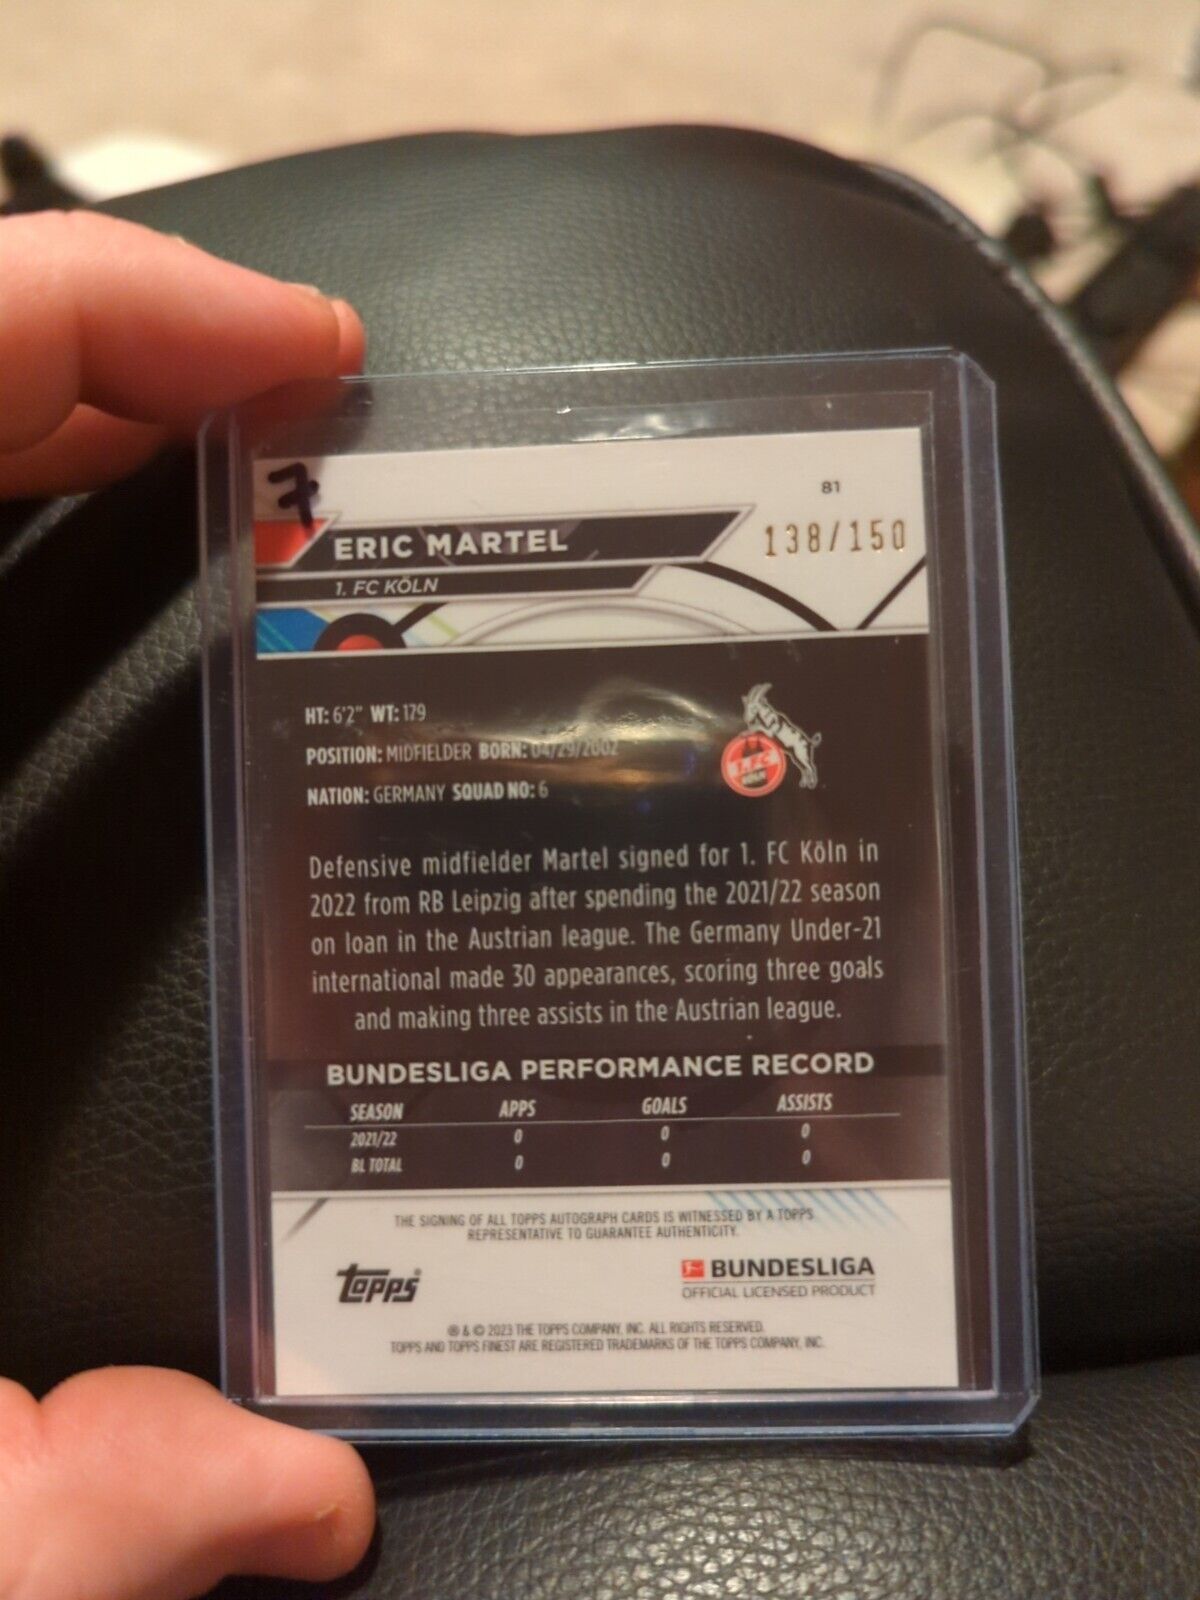 7
81
ERIC MARTEL
138/150
1. FC KÖLN
HT: 6'2" WT: 179
POSITION: MIDFIELDER BORN: 04/29/2002
NATION: GERMANY SQUAD NO: 6
1. FC
KÖLN
Defensive midfielder Martel signed for 1. FC Köln in
2022 from RB Leipzig after spending the 2021/22 season
on loan in the Austrian league. The Germany Under-21
international made 30 appearances, scoring three goals
and making three assists in the Austrian league.
BUNDESLIGA PERFORMANCE RECORD
SEASON APPS GOALS ASSISTS
2021/22 0 0 0
BL TOTAL 0 0 0
THE SIGNING OF ALL TOPPS AUTOGRAPH CARDS IS WITNESSED BY A TOPPS
REPRESENTATIVE TO GUARANTEE AUTHENTICITY.
topps®
BUNDESLIGA
OFFICIAL LICENSED PRODUCT
® & © 2023 THE TOPPS COMPANY, INC. ALL RIGHTS RESERVED.
TOPPS AND TOPPS FINEST ARE REGISTERED TRADEMARKS OF THE TOPPS COMPANY, INC.